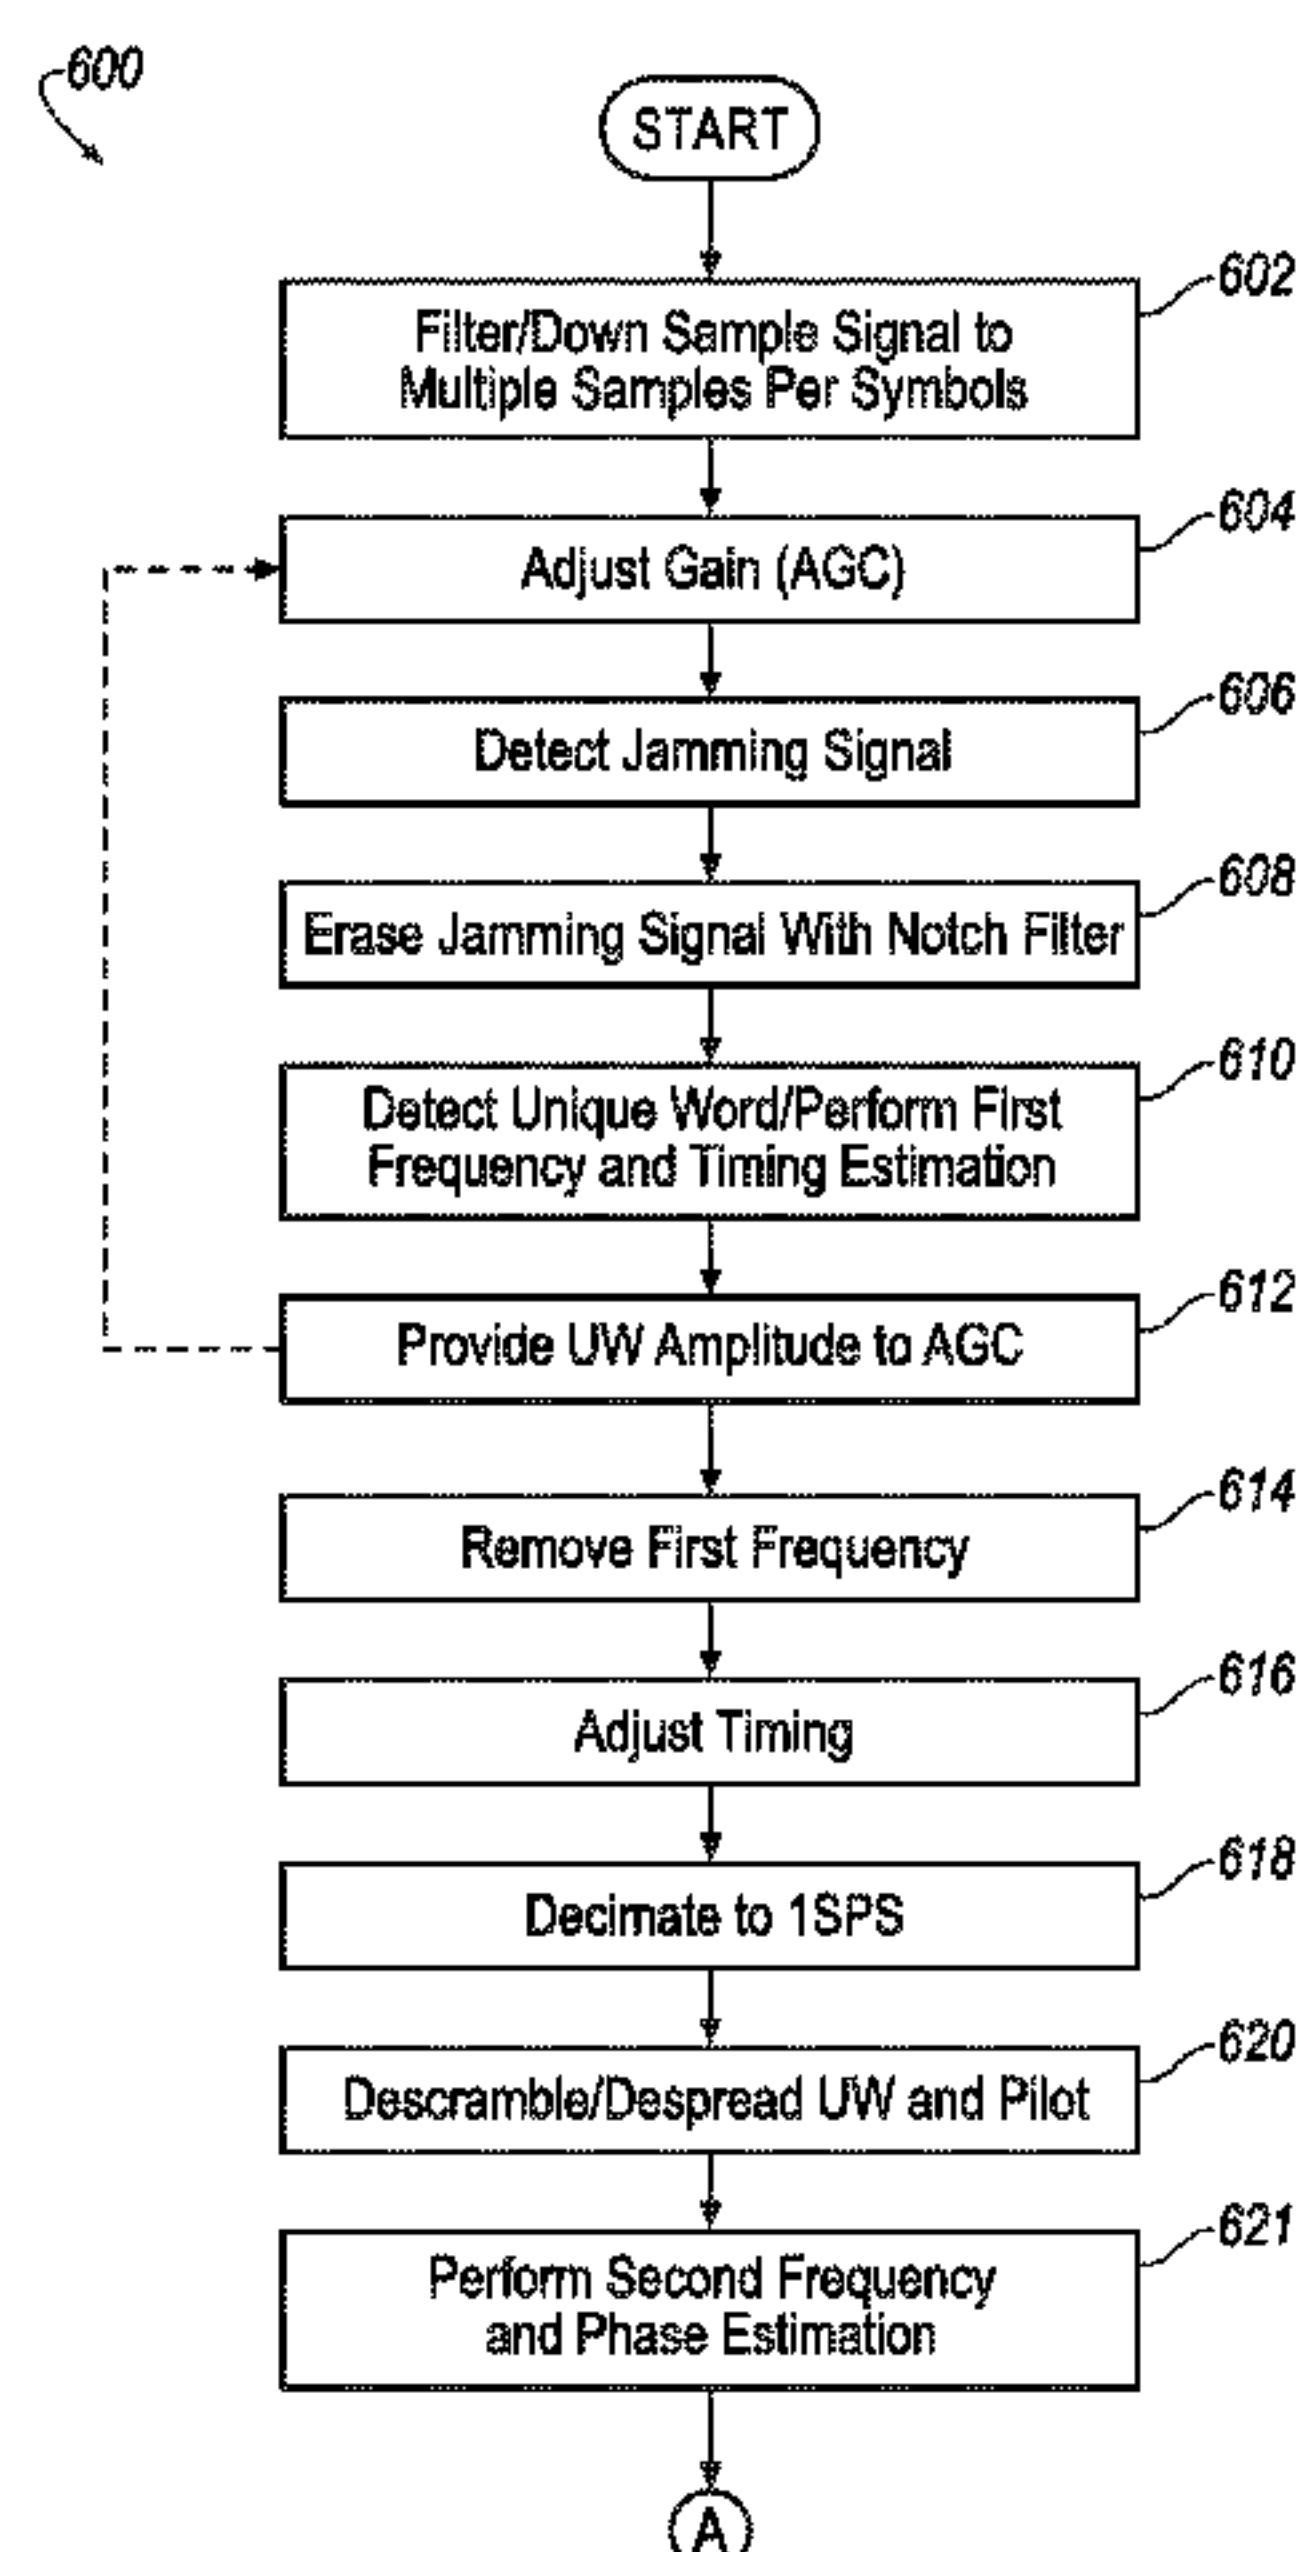 600
START
602
Filter/Down Sample Signal to
Multiple Samples Per Symbols
604
Adjust Gain (AGC)
606
Detect Jamming Signal
608
Erase Jamming Signal With Notch Filter
610
Detect Unique Word/Perform First
Frequency and Timing Estimation
612
Provide UW Amplitude to AGC
614
Remove First Frequency
616
Adjust Timing
618
Decimate to 1SPS
620
Descramble/Despread UW and Pilot
621
Perform Second Frequency
and Phase Estimation
A